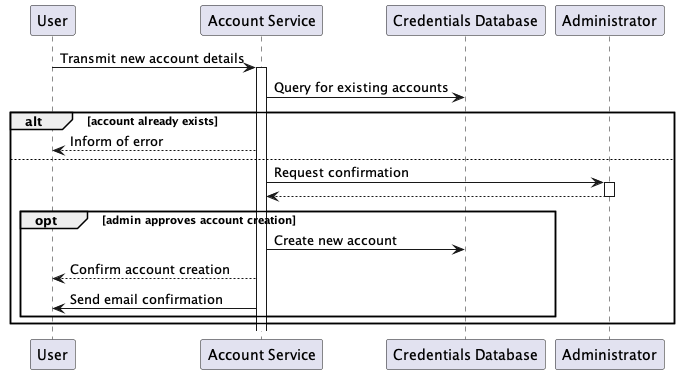 User
Account Service
Credentials Database
Administrator
Transmit new account details
Query for existing accounts
alt
[account already exists]
Inform of error
Request confirmation
opt
[admin approves account creation]
Create new account
Confirm account creation
Send email confirmation
User
Account Service
Credentials Database
Administrator